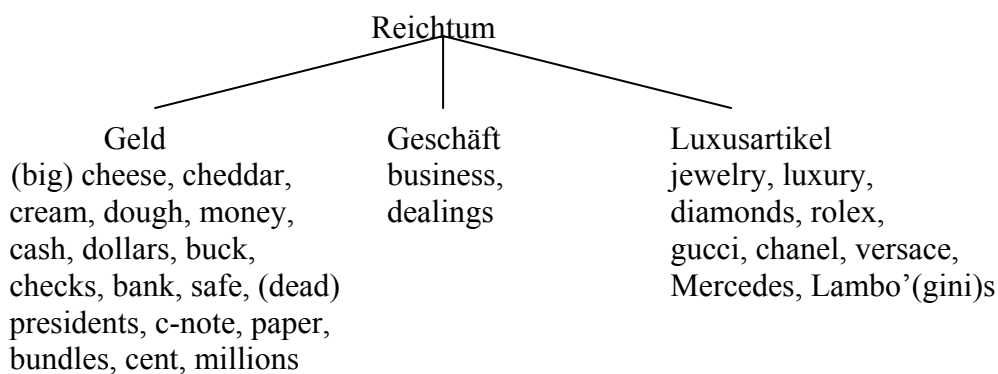 Reichtum
Geld
(big) cheese, cheddar,
cream, dough, money,
cash, dollars, buck,
checks, bank, safe, (dead)
presidents, c-note, paper,
bundles, cent, millions
Geschäft
business,
dealings
Luxusartikel
jewelry, luxury,
diamonds, rolex,
gucci, chanel, versace,
Mercedes, Lambo’(gini)s